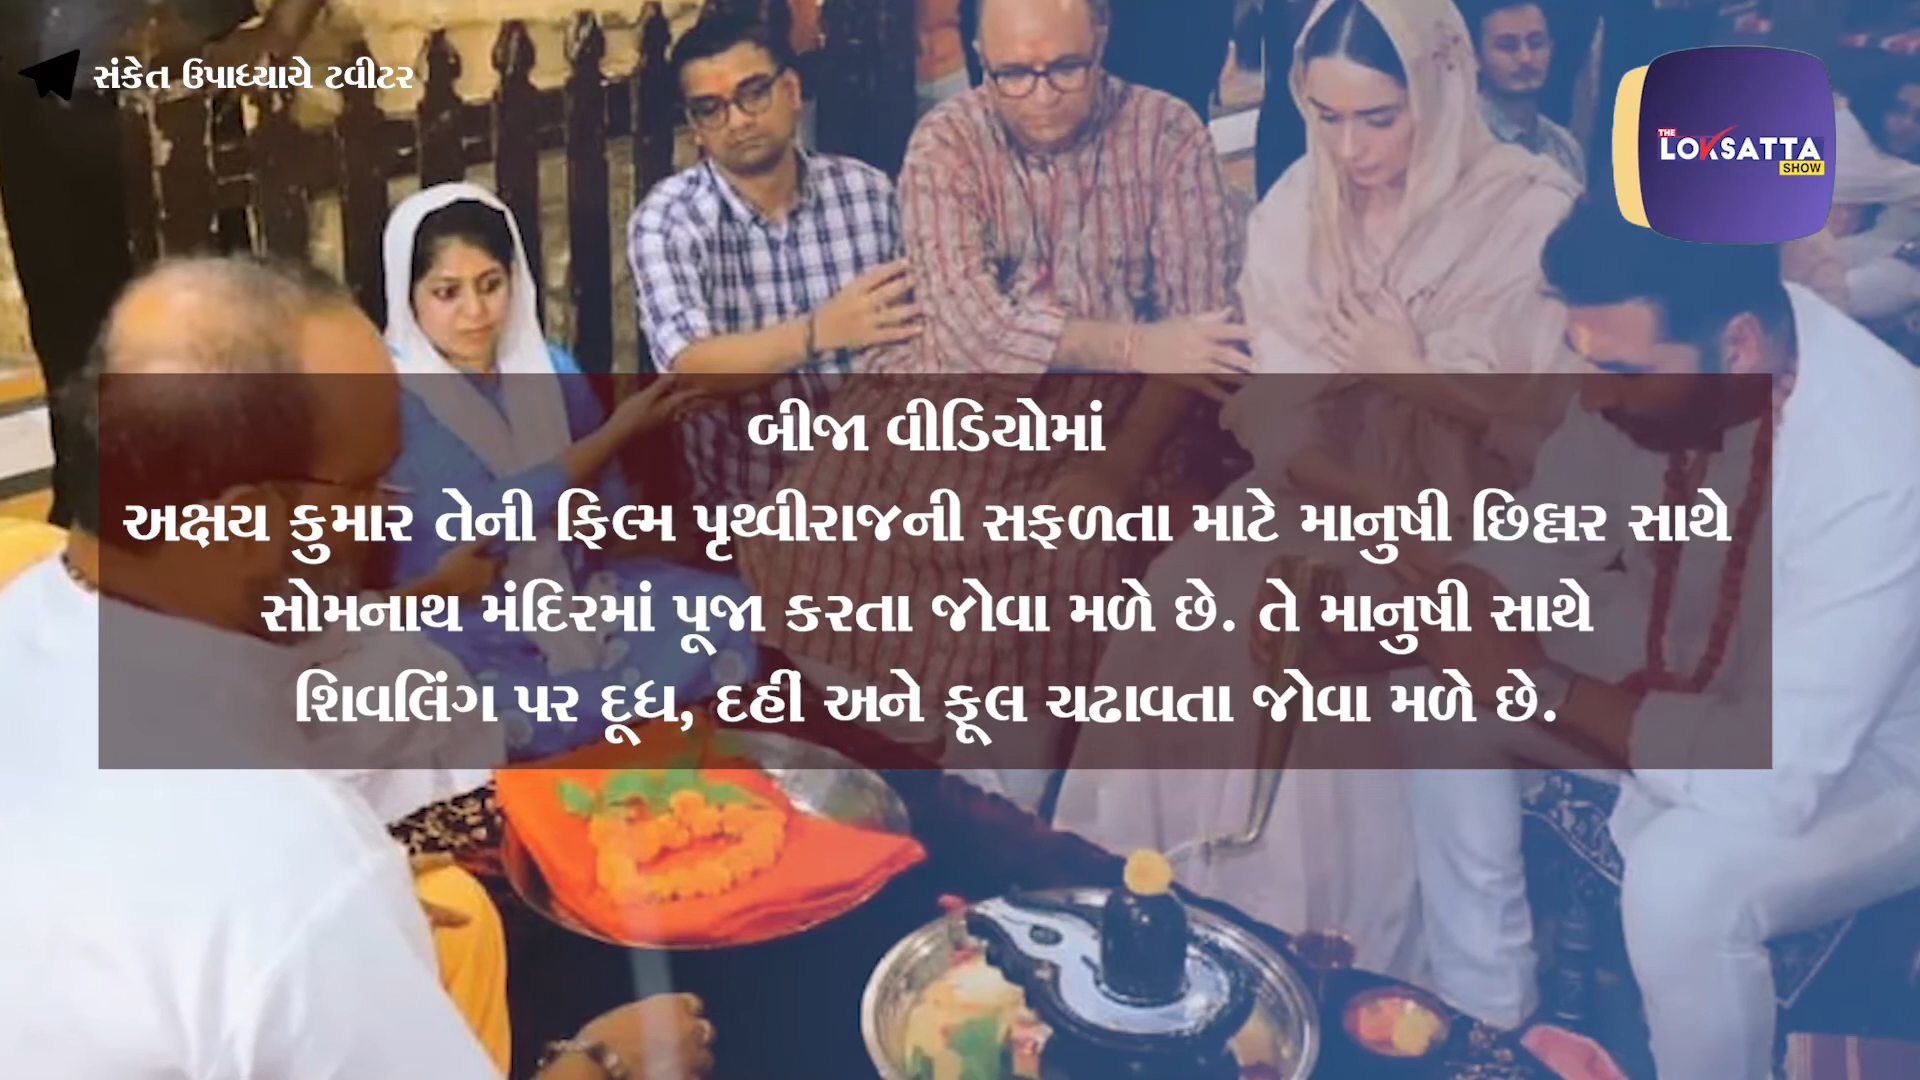 સંકેત ઉપાધ્યાયે ટવીટર
THE
LOKSATTA
SHOW
બીજા વીડિયોમાં
અક્ષય કુમાર તેની ફિલ્મ પૃથ્વીરાજની સફળતા માટે માનુષી છિલ્લર સાથે
સોમનાથ મંદિરમાં પૂજા કરતા જોવા મળે છે. તે માનુષી સાથે
શિવલિંગ પર દૂધ, દહીં અને ફૂલ ચઢાવતા જોવા મળે છે.